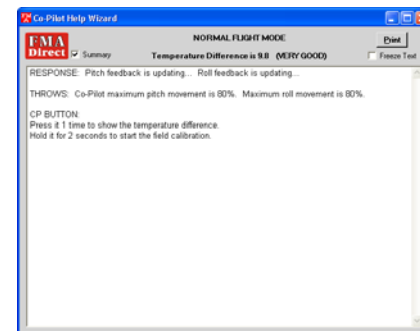 Co-Pilot Help Wizard
FMA
Direct
Summary
NORMAL FLIGHT MODE
Temperature Difference is 9.8 (VERY GOOD)
Print
Freeze Text
RESPONSE: Pitch feedback is updating... Roll feedback is updating...
THROWS: Co-Pilot maximum pitch movement is 80%. Maximum roll movement is 80%.
CP BUTTON:
Press it 1 time to show the temperature difference.
Hold it for 2 seconds to start the field calibration.